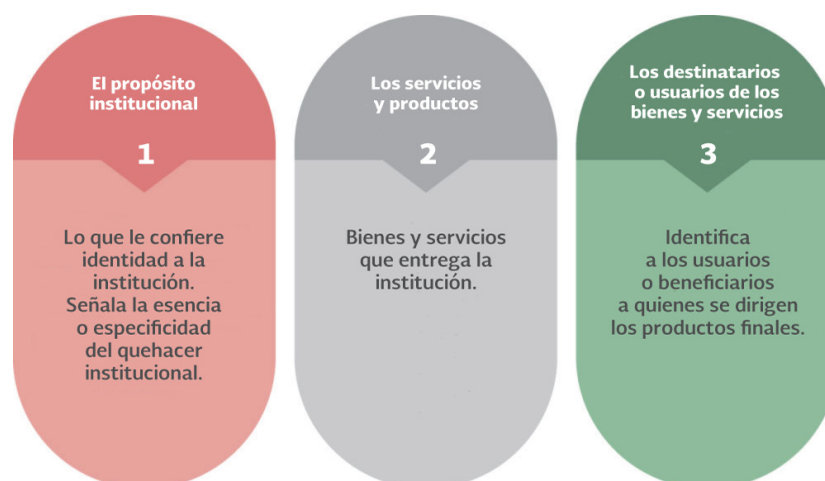 El propósito
institucional
1
Lo que le confiere
identidad a la
institución.
Señala la esencia
o especificidad
del quehacer
institucional.
Los servicios
y productos
2
Bienes y servicios
que entrega la
institución.
Los destinatarios
o usuarios de los
bienes y servicios
3
Identifica
a los usuarios
o beneficiarios
a quienes se dirigen
los productos finales.